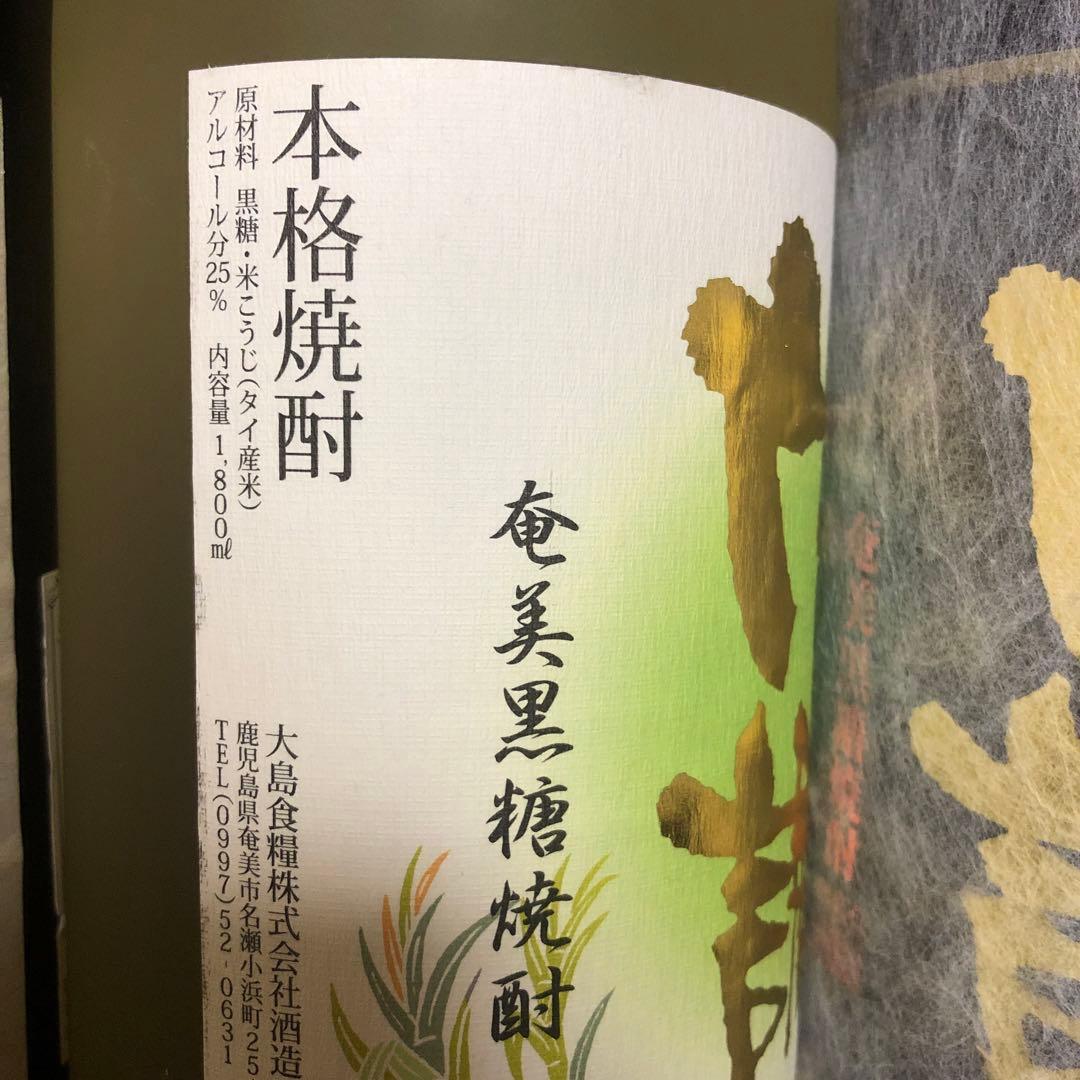 奄美黒糖焼酎
本格焼酎
原材料 黒糖・米こうじ(タイ産米)
アルコール分25% 内容量 1,800mℓ
大島食糧株式会社酒造
鹿児島県奄美市名瀬小浜町25
TEL(0997)52-0631